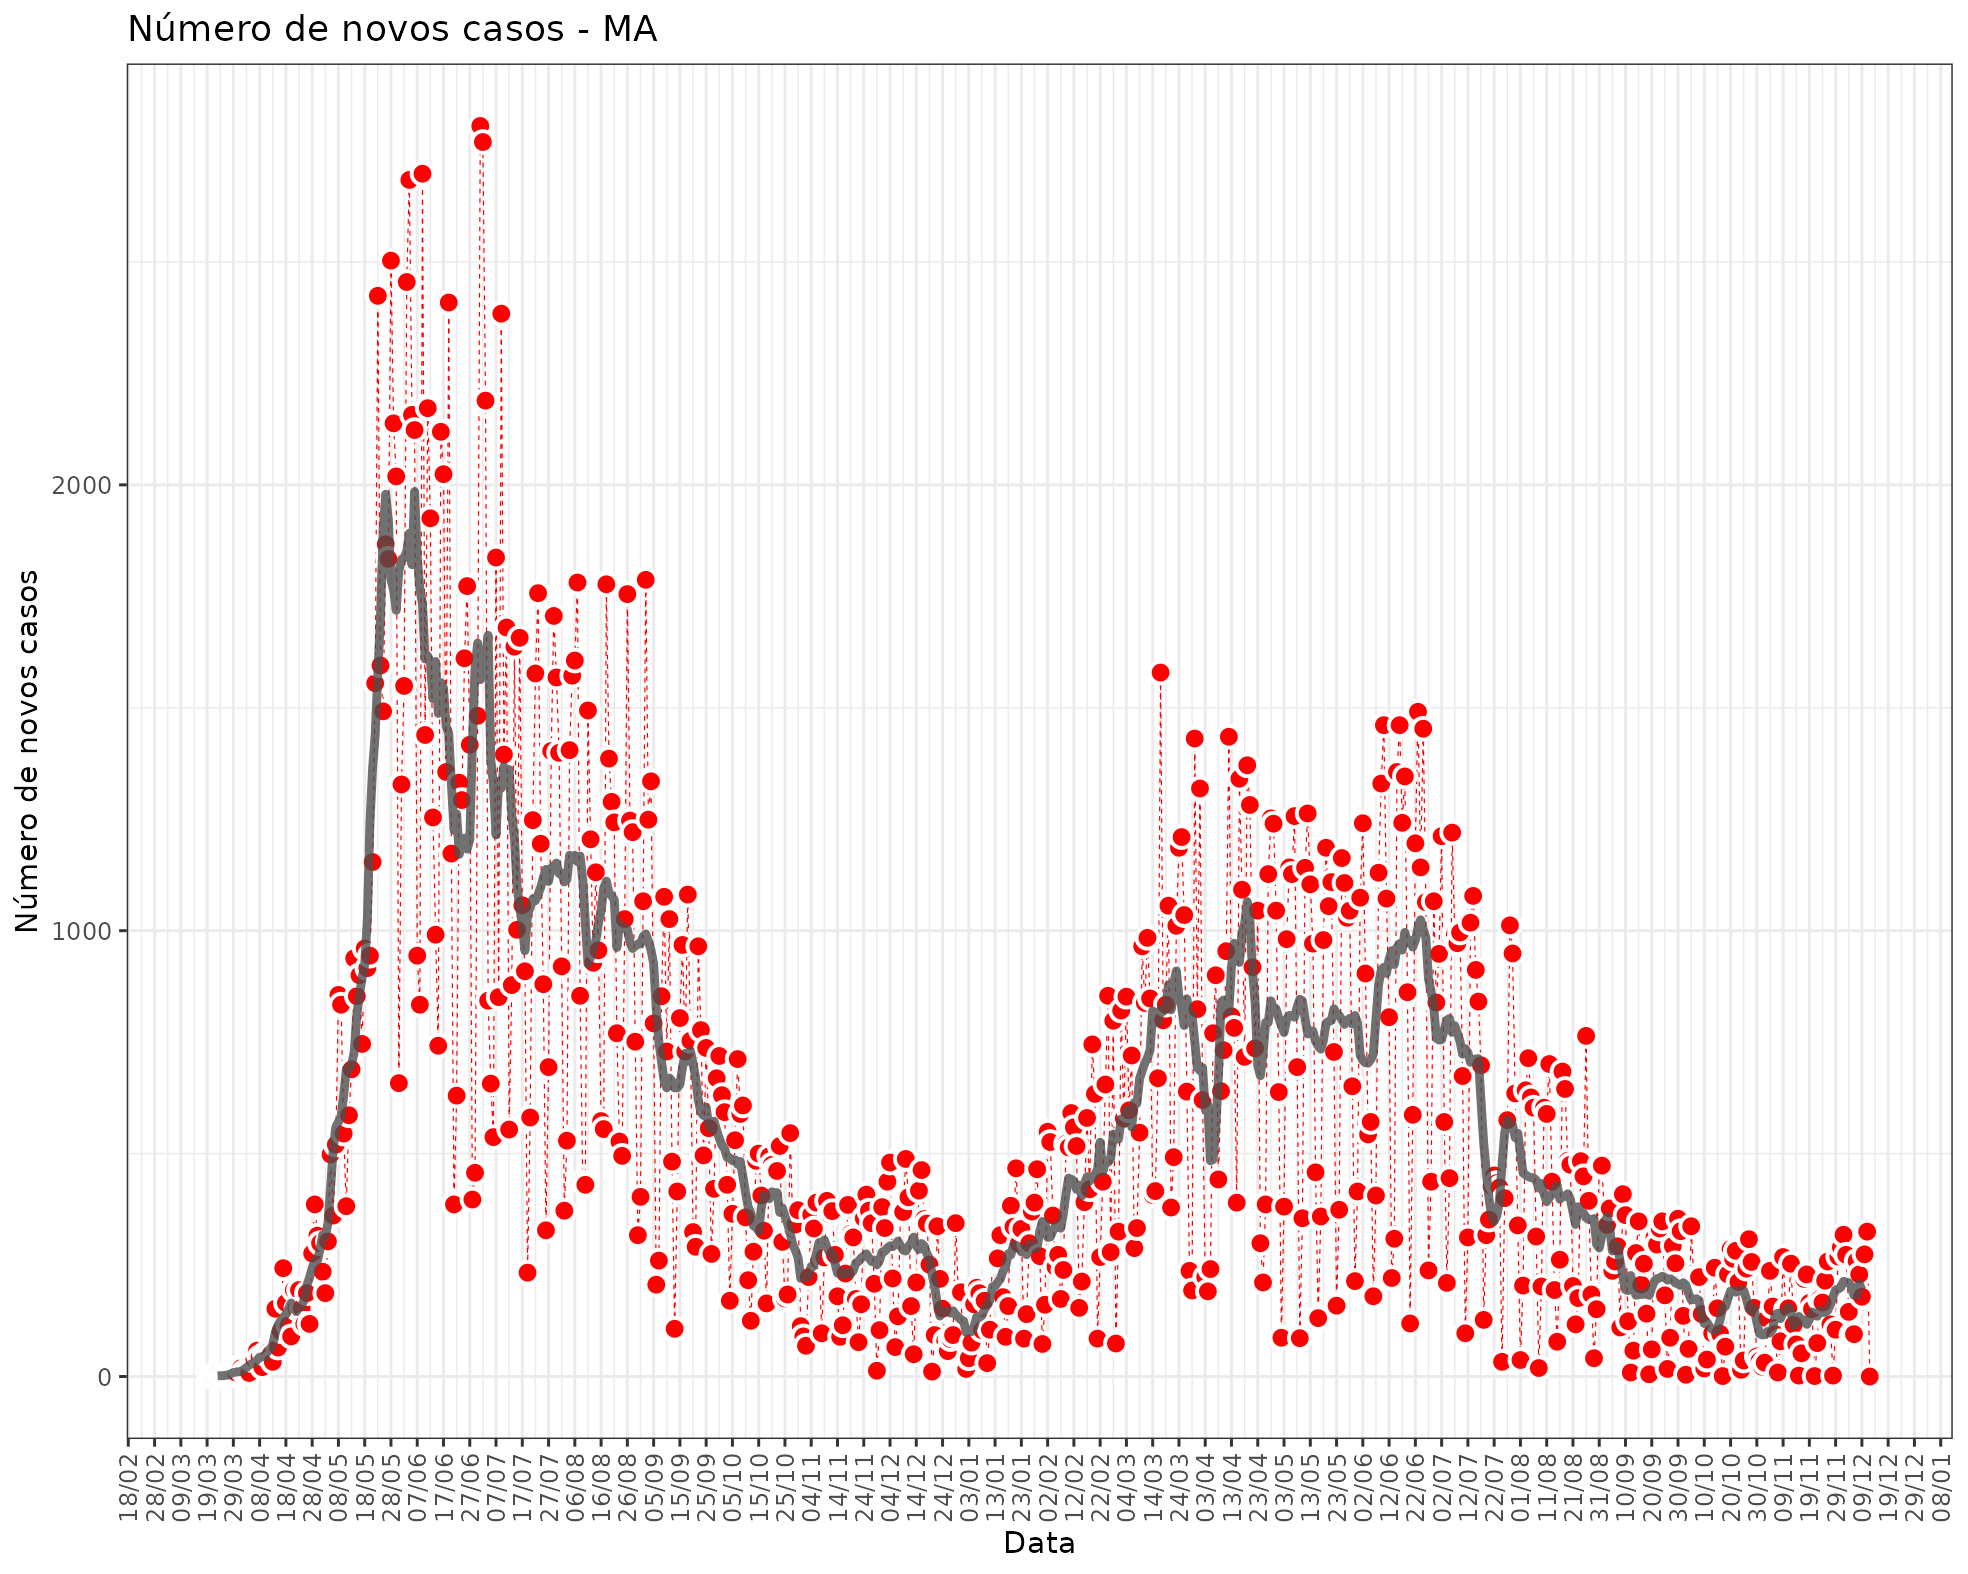 Número de novos casos - MA
Número de novos casos
2000
1000
0
18/02 28/02 09/03 19/03 29/03 08/04 18/04 28/04 08/05 18/05 28/05 07/06 17/06 27/06 07/07 17/07 27/07 06/08 16/08 26/08 05/09 15/09 25/09 05/10 15/10 25/10 04/11 14/11 24/11 04/12 14/12 24/12 03/01 13/01 23/01 02/02 12/02 22/02 04/03 14/03 24/03 03/04 13/04 23/04 03/05 13/05 23/05 02/06 12/06 22/06 02/07 12/07 22/07 01/08 11/08 21/08 31/08 10/09 20/09 30/09 10/10 20/10 30/10 09/11 19/11 29/11 09/12 19/12 29/12 08/01
Data